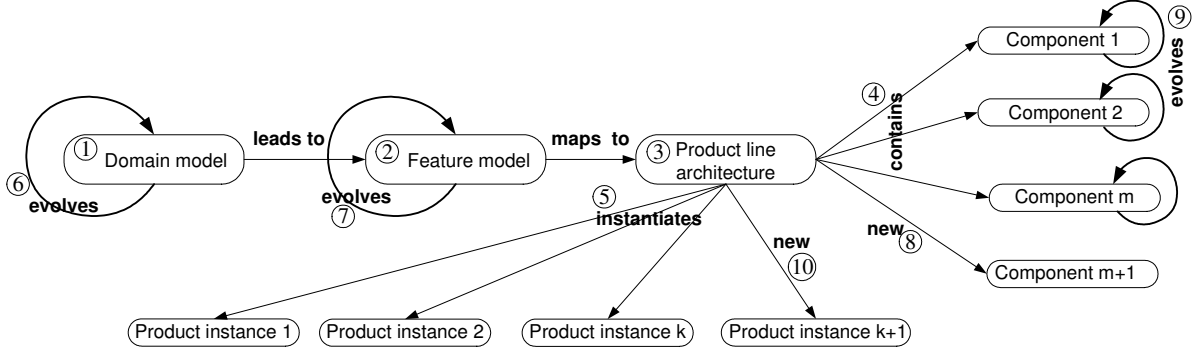 ⑨
Component 1
evolves
④
contains
Component 2
① Domain model
leads to
② Feature model
maps to
③ Product line
architecture
⑥
evolves
evolves
⑦
⑤
instantiates
Component m
new ⑧
new
⑩
Component m+1
Product instance 1
Product instance 2
Product instance k
Product instance k+1